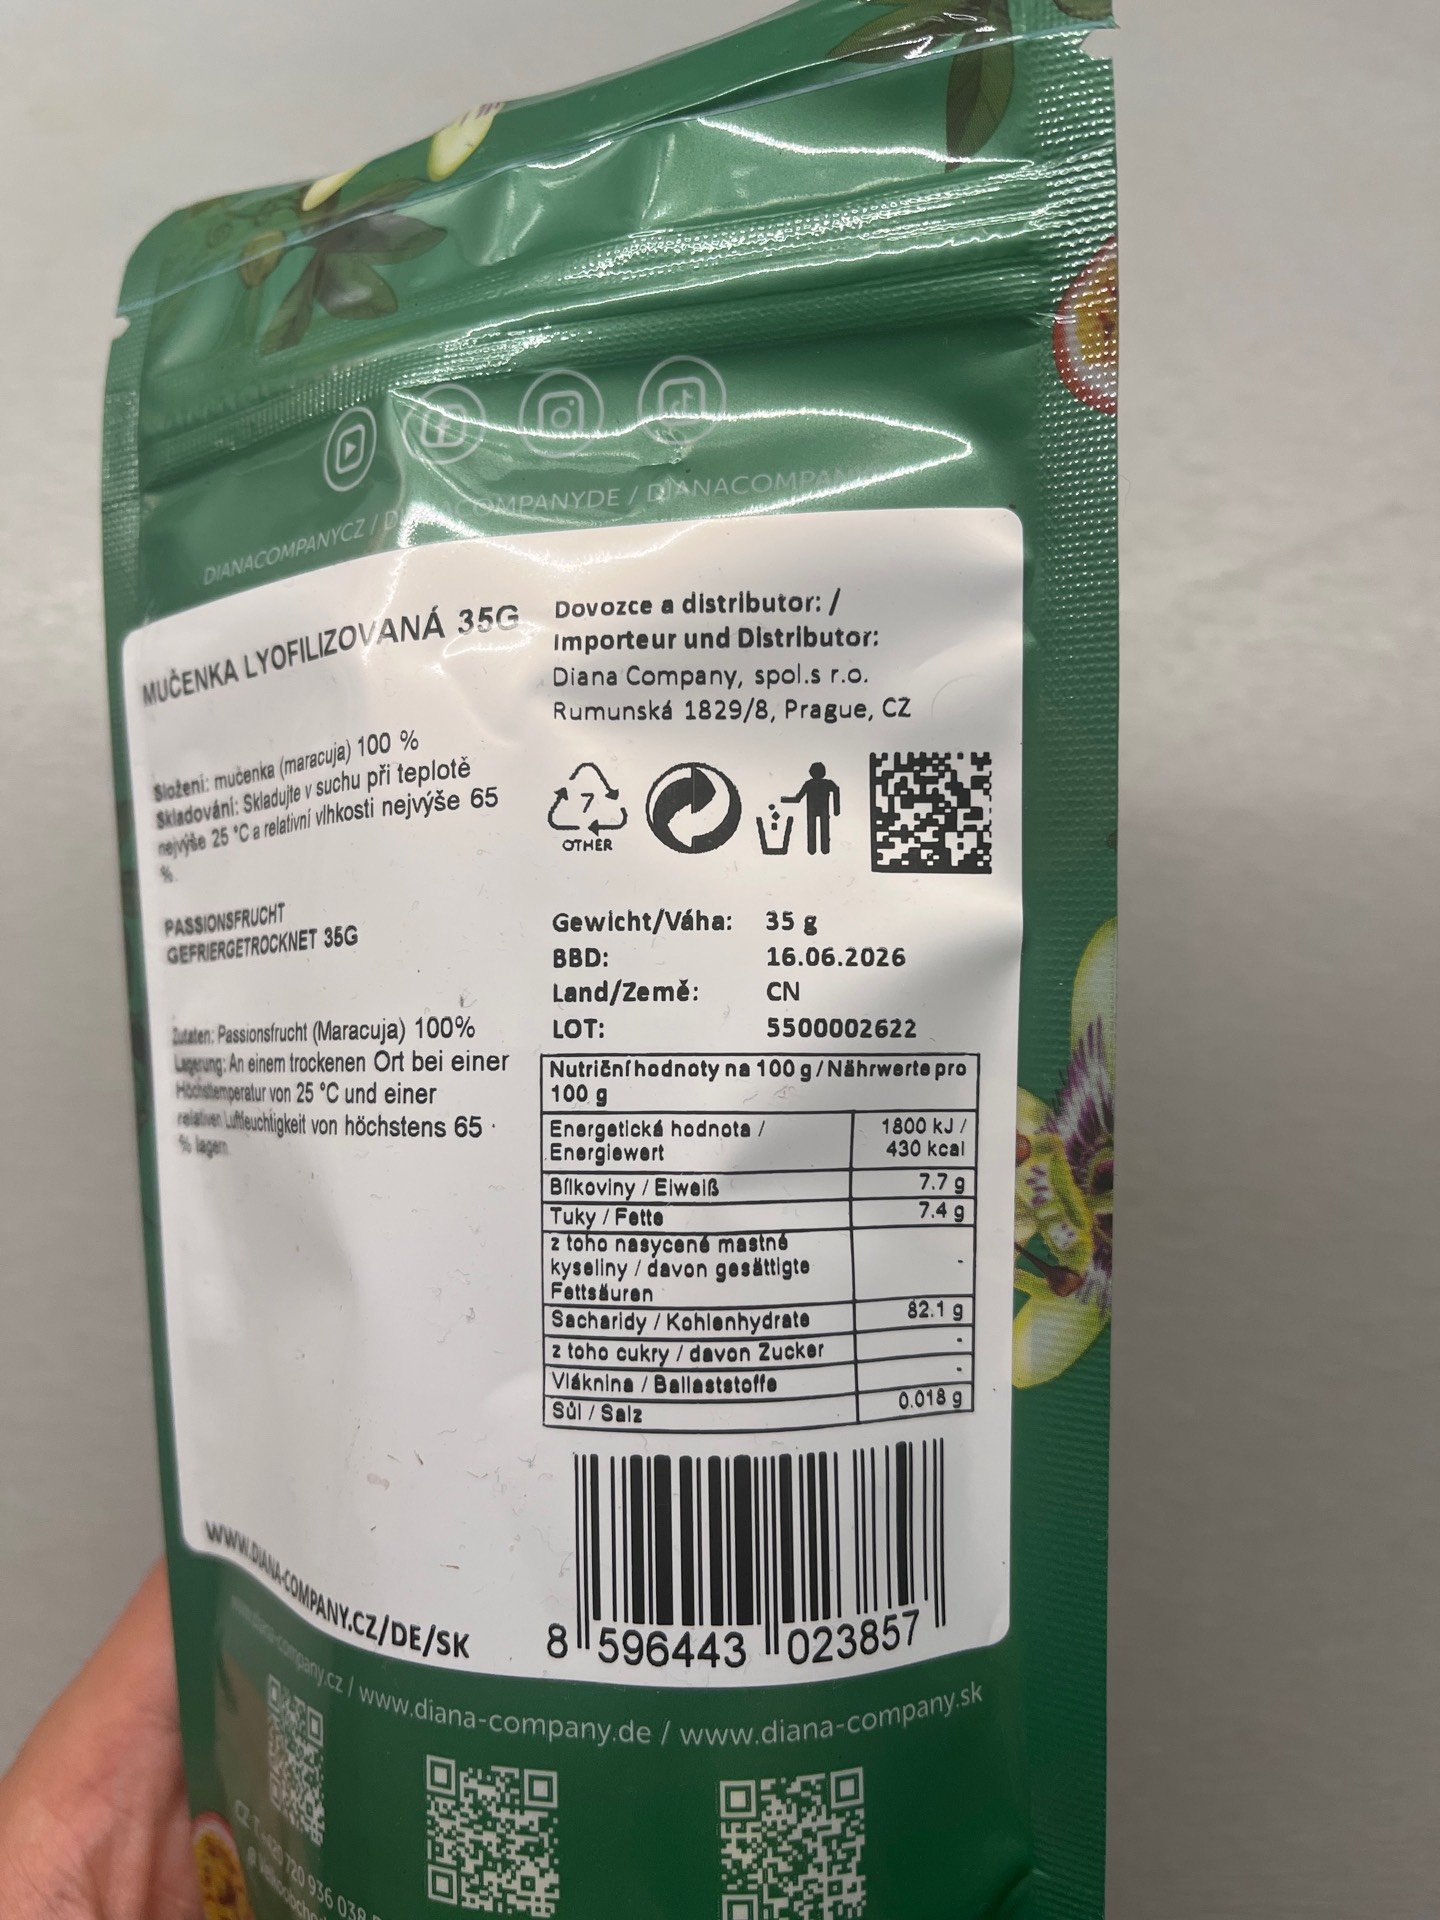 DIANACOMPANYCZ / DIANACOMPANYDE / DIANACOMPAN
MUČENKA LYOFILIZOVANÁ 35G
Složení: mučenka (maracuja) 100 %
Skladování: Skladujte v suchu při teplotě
nejvýše 25 °C a relativní vlhkosti nejvýše 65
%.
PASSIONSFRUCHT
GEFRIERGETROCKNET 35G
Zutaten: Passionsfrucht (Maracuja) 100%
Lagerung: An einem trockenen Ort bei einer
Höchsttemperatur von 25 °C und einer
relativen Luftfeuchtigkeit von höchstens 65
% lagern.
WWW.DIANA-COMPANY.CZ/DE/SK
Dovozce a distributor: /
Importeur und Distributor:
Diana Company, spol.s r.o.
Rumunská 1829/8, Prague, CZ
7
OTHER
Gewicht/Váha: 35 g
BBD: 16.06.2026
Land/Země: CN
LOT: 5500002622
Nutriční hodnoty na 100 g / Nährwerte pro
100 g
Energetická hodnota / 1800 kJ /
Energiewert 430 kcal
Bílkoviny / Eiweiß 7.7 g
Tuky / Fette 7.4 g
z toho nasycené mastné
kyseliny / davon gesättigte -
Fettsäuren
Sacharidy / Kohlenhydrate 82.1 g
z toho cukry / davon Zucker -
Vláknina / Ballaststoffe -
Sůl / Salz 0.018 g
8 596443 023857
www.diana-company.cz / www.diana-company.de / www.diana-company.sk
CZ T: +420 720 936 038